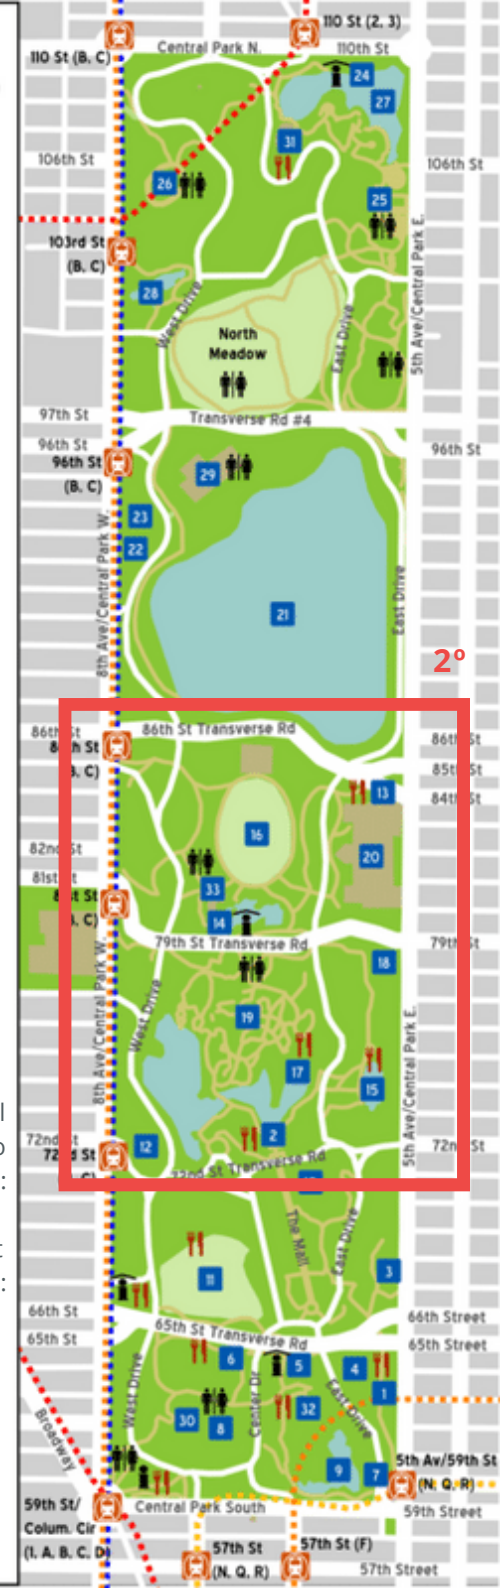 110 St (2, 3)
Central Park N.
110th St
110 St (B, C)
24
27
31
106th St
106th St
26
25
103rd St
(B, C)
5th Ave/Central Park E.
28
West Drive
East Drive
North
Meadow
97th St
Transverse Rd #4
96th St
96th St
(B, C)
96th St
29
23
22
8th Ave/Central Park W.
21
East Drive
2º
86th St
86th St Transverse Rd
86th St
85th St
84th St
13
16
20
82nd St
81st St
33
14
79th St Transverse Rd
79th St
18
8th Ave/Central Park W.
West Drive
19
5th Ave/Central Park E.
17
15
2
12
72nd St
72nd St
72nd St Transverse Rd
The Mall
East Drive
3
11
66th St
66th Street
65th St
65th St Transverse Rd
65th Street
6
5
4
1
West Drive
Center Dr
East Drive
32
30
8
Broadway
9
7
5th Av/59th St
(N, Q, R)
59th St/
Colum. Cir
(1, A, B, C, D)
Central Park South
59th Street
57th St
(N, Q, R)
57th St (F)
57th Street